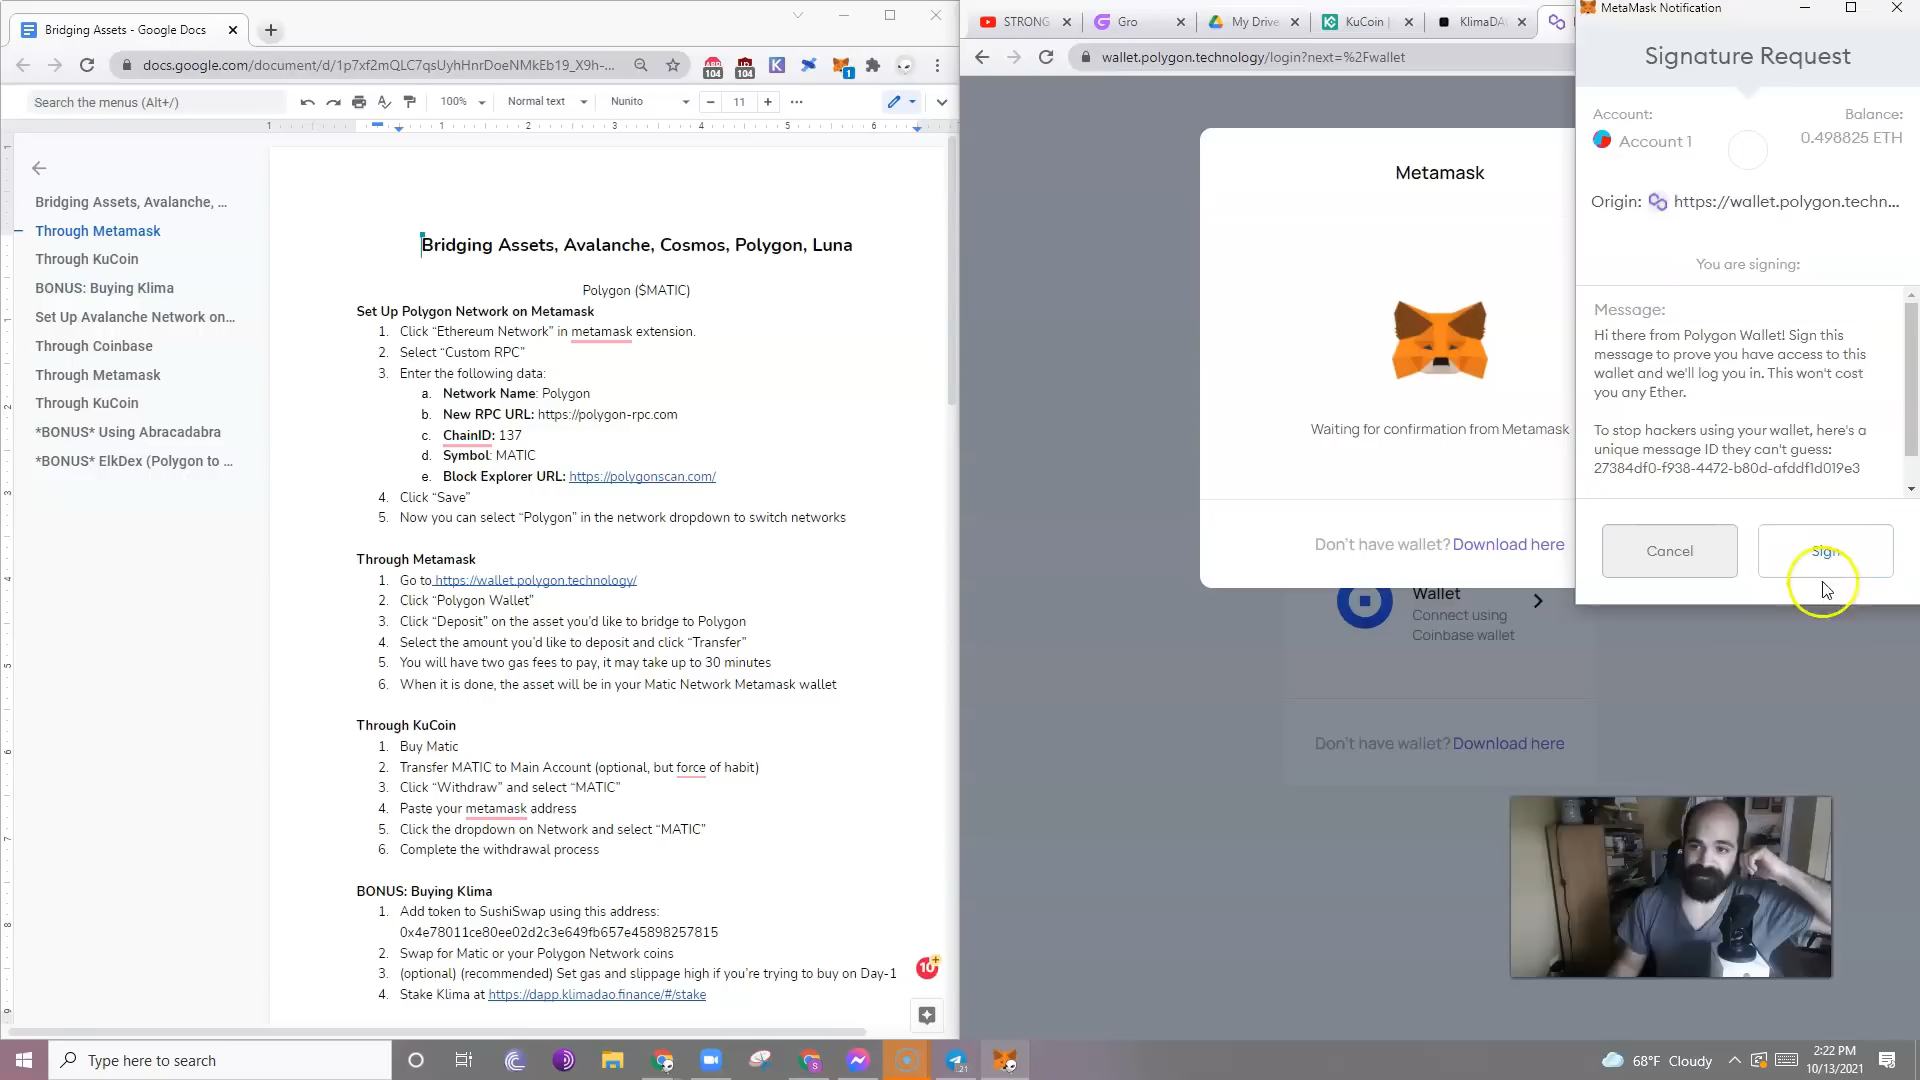 Bridging Assets - Google Docs
docs.google.com/document/d/1p7xf2mQLC7qsUyhHnrDoeNMkEb19_X9h-...
104
104
1
Search the menus (Alt+/)
100%
Normal text
Nunito
11
1 1 2 3 4 5 6
Bridging Assets, Avalanche, ...
Through Metamask
Through KuCoin
BONUS: Buying Klima
Set Up Avalanche Network on...
Through Coinbase
Through Metamask
Through KuCoin
*BONUS* Using Abracadabra
*BONUS* ElkDex (Polygon to ...
Bridging Assets, Avalanche, Cosmos, Polygon, Luna
Polygon ($MATIC)
Set Up Polygon Network on Metamask
1. Click “Ethereum Network” in metamask extension.
2. Select “Custom RPC”
3. Enter the following data:
a. Network Name: Polygon
b. New RPC URL: https://polygon-rpc.com
c. ChainID: 137
d. Symbol: MATIC
e. Block Explorer URL: https://polygonscan.com/
4. Click “Save”
5. Now you can select “Polygon” in the network dropdown to switch networks
Through Metamask
1. Go to https://wallet.polygon.technology/
2. Click “Polygon Wallet”
3. Click “Deposit” on the asset you’d like to bridge to Polygon
4. Select the amount you’d like to deposit and click “Transfer”
5. You will have two gas fees to pay, it may take up to 30 minutes
6. When it is done, the asset will be in your Matic Network Metamask wallet
Through KuCoin
1. Buy Matic
2. Transfer MATIC to Main Account (optional, but force of habit)
3. Click “Withdraw” and select “MATIC”
4. Paste your metamask address
5. Click the dropdown on Network and select “MATIC”
6. Complete the withdrawal process
BONUS: Buying Klima
1. Add token to SushiSwap using this address:
0x4e78011ce80ee02d2c3e649fb657e45898257815
2. Swap for Matic or your Polygon Network coins
3. (optional) (recommended) Set gas and slippage high if you’re trying to buy on Day-1
4. Stake Klima at https://dapp.klimadao.finance/#/stake
10+
STRONG
Gro
My Drive
KuCoin |
KlimaDA
wallet.polygon.technology/login?next=%2Fwallet
Metamask
Waiting for confirmation from Metamask
Don't have wallet? Download here
Wallet
Connect using
Coinbase wallet
Don't have wallet? Download here
MetaMask Notification
Signature Request
Account:
Balance:
Account 1
0.498825 ETH
Origin: https://wallet.polygon.techn...
You are signing:
Message:
Hi there from Polygon Wallet! Sign this
message to prove you have access to this
wallet and we'll log you in. This won't cost
you any Ether.
To stop hackers using your wallet, here's a
unique message ID they can't guess:
27384df0-f938-4472-b80d-afddf1d019e3
Cancel
Sign
Type here to search
21
68°F Cloudy
2:22 PM
10/13/2021